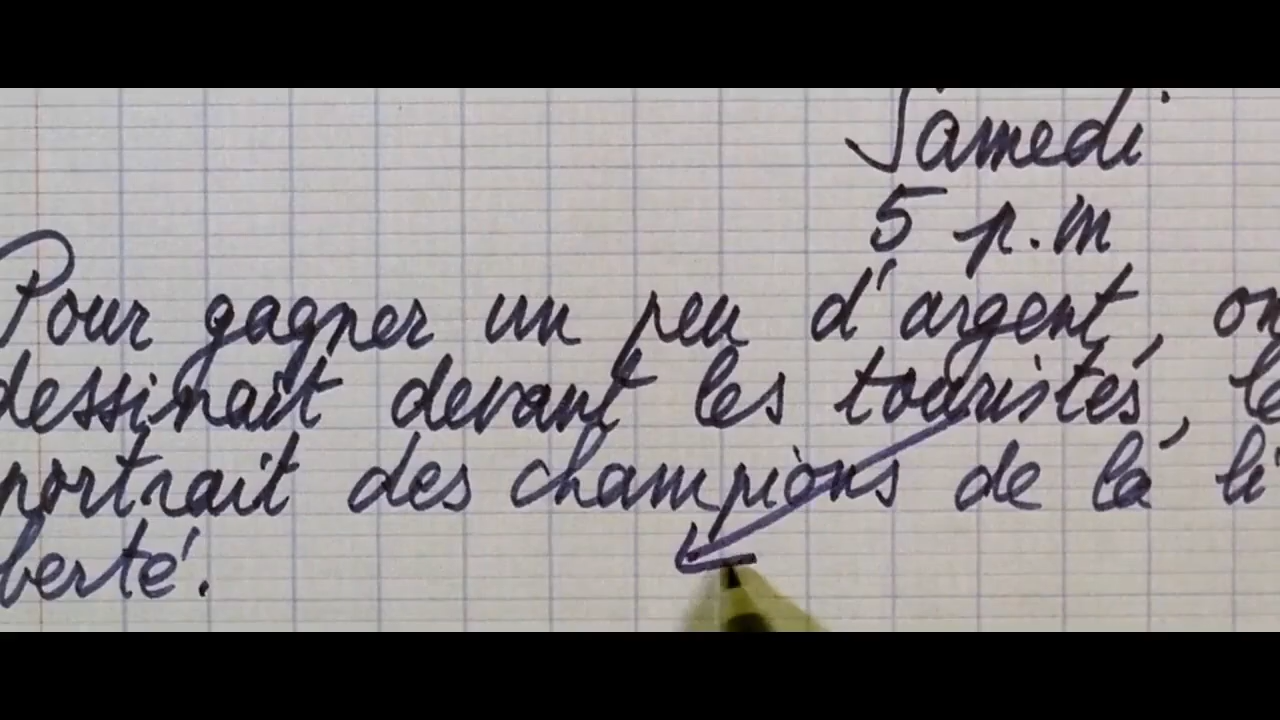 Samedi
5 p.m
Pour gagner un peu d'argent, on
dessinait devant les touristes, le
portrait des champions de la li
berté.